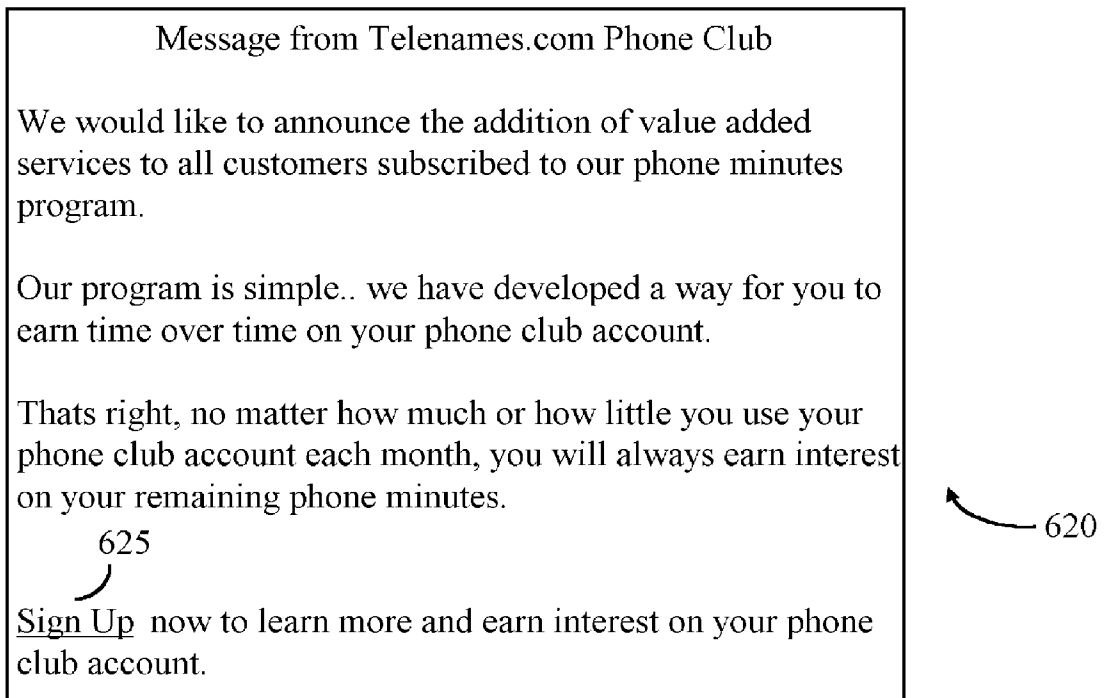 Message from Telenames.com Phone Club
We would like to announce the addition of value added
services to all customers subscribed to our phone minutes
program.
Our program is simple.. we have developed a way for you to
earn time over time on your phone club account.
Thats right, no matter how much or how little you use your
phone club account each month, you will always earn interest
on your remaining phone minutes.
620
625
Sign Up now to learn more and earn interest on your phone
club account.